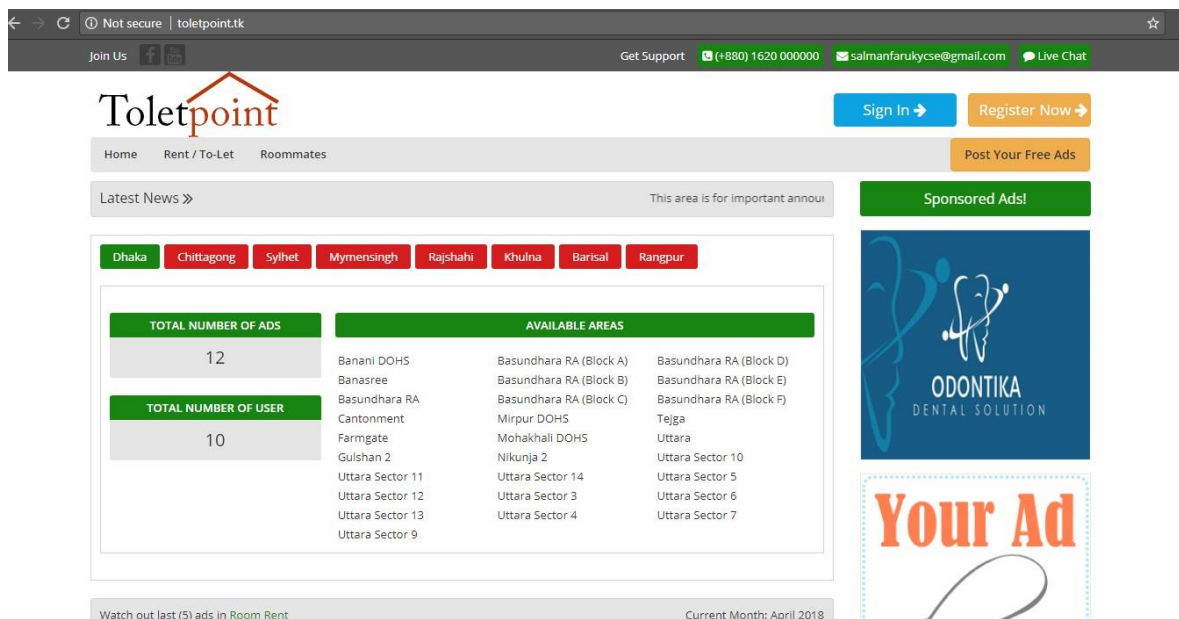 Not secure | toletpoint.tk
Join Us
Get Support (+880) 1620 000000 salmanfarukycse@gmail.com Live Chat
Toletpoint
Sign In Register Now
Home Rent / To-Let Roommates Post Your Free Ads
Latest News » This area is for important annou
Sponsored Ads!
Dhaka Chittagong Sylhet Mymensingh Rajshahi Khulna Barisal Rangpur
TOTAL NUMBER OF ADS
12
TOTAL NUMBER OF USER
10
AVAILABLE AREAS
Banani DOHS Basundhara RA (Block A) Basundhara RA (Block D)
Banasree Basundhara RA (Block B) Basundhara RA (Block E)
Basundhara RA Basundhara RA (Block C) Basundhara RA (Block F)
Cantonment Mirpur DOHS Tejga
Farmgate Mohakhali DOHS Uttara
Gulshan 2 Nikunja 2 Uttara Sector 10
Uttara Sector 11 Uttara Sector 14 Uttara Sector 5
Uttara Sector 12 Uttara Sector 3 Uttara Sector 6
Uttara Sector 13 Uttara Sector 4 Uttara Sector 7
Uttara Sector 9
ODONTIKA
DENTAL SOLUTION
Your Ad
Watch out last (5) ads in Room Rent Current Month: April 2018